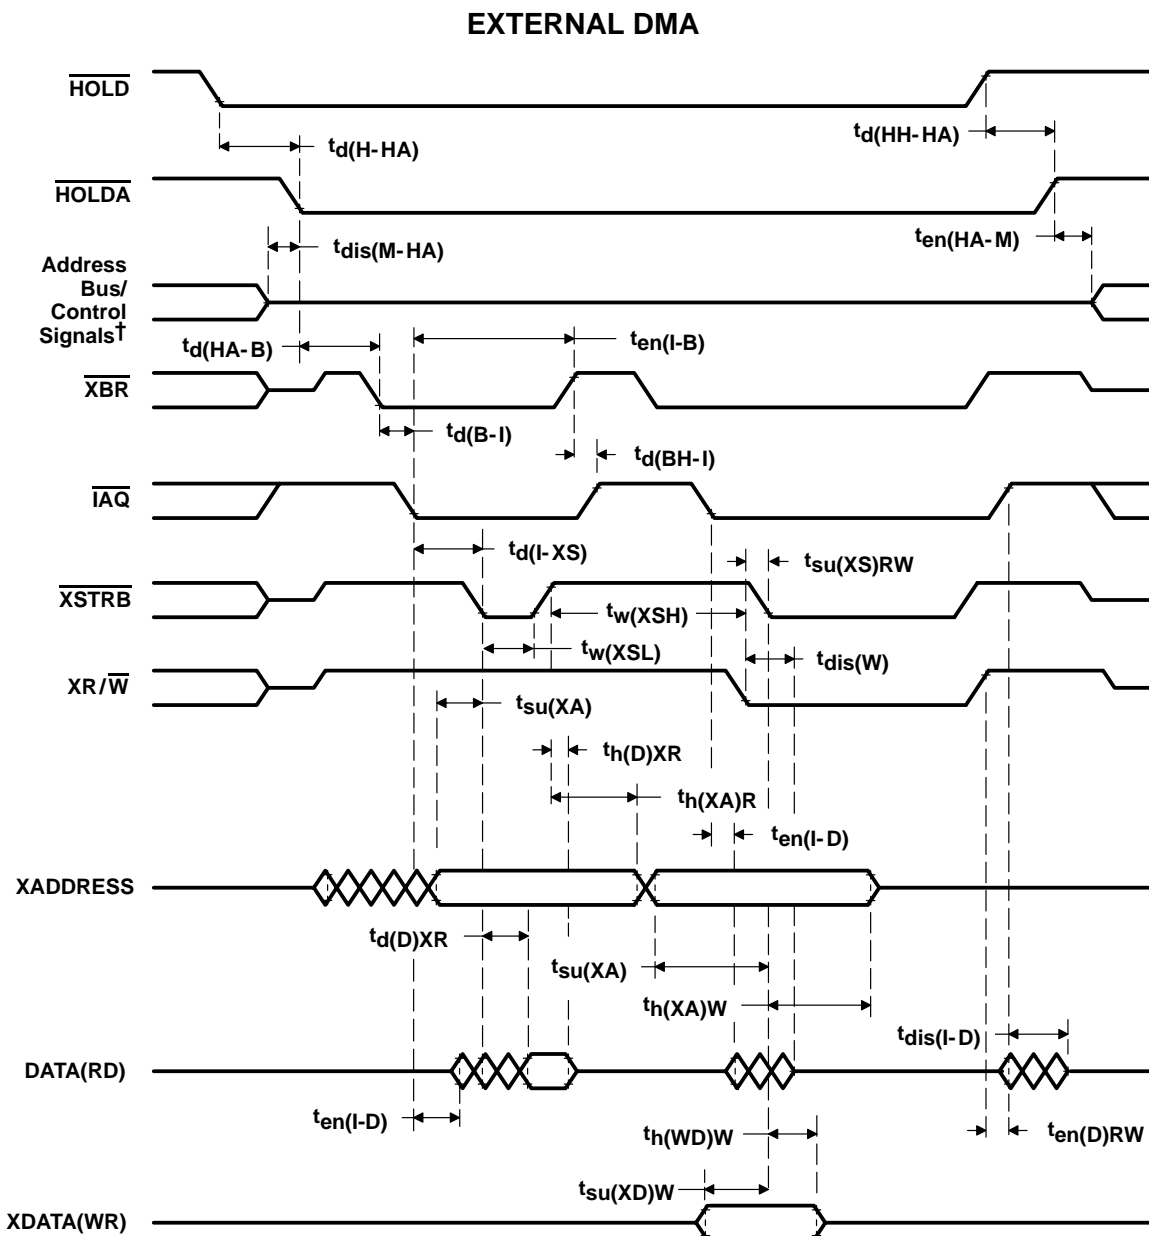 EXTERNAL DMA
HOLD
td(H-HA)
td(HH-HA)
HOLDA
tdis(M-HA)
ten(HA-M)
Address
Bus/
Control
Signals†
td(HA-B)
ten(I-B)
XBR
td(B-I)
td(BH-I)
IAQ
td(I-XS)
tsu(XS)RW
XSTRB
tw(XSH)
tw(XSL)
tdis(W)
XR/W
tsu(XA)
th(D)XR
th(XA)R
ten(I-D)
XADDRESS
td(D)XR
tsu(XA)
th(XA)W
tdis(I-D)
DATA(RD)
ten(I-D)
th(WD)W
ten(D)RW
tsu(XD)W
XDATA(WR)